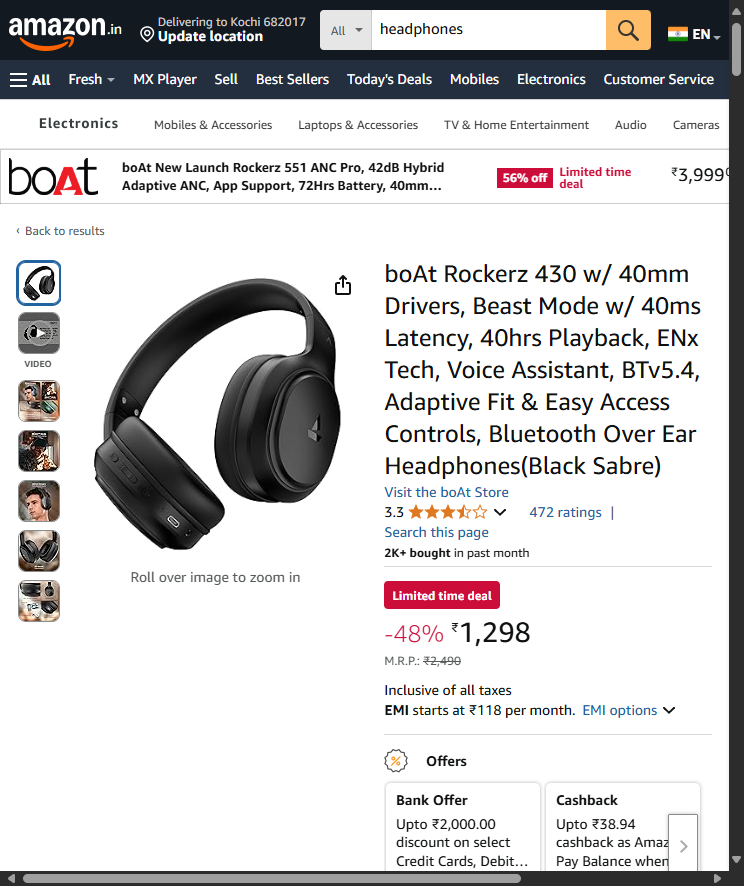 amazon.in
Delivering to Kochi 682017
Update location
All
headphones
EN
All
Fresh
MX Player
Sell
Best Sellers
Today's Deals
Mobiles
Electronics
Customer Service
Electronics
Mobiles & Accessories
Laptops & Accessories
TV & Home Entertainment
Audio
Cameras
boAt
boAt New Launch Rockerz 551 ANC Pro, 42dB Hybrid
Adaptive ANC, App Support, 72Hrs Battery, 40mm...
56% off
Limited time
deal
₹3,999
‹ Back to results
VIDEO
Roll over image to zoom in
boAt Rockerz 430 w/ 40mm
Drivers, Beast Mode w/ 40ms
Latency, 40hrs Playback, ENx
Tech, Voice Assistant, BTv5.4,
Adaptive Fit & Easy Access
Controls, Bluetooth Over Ear
Headphones(Black Sabre)
Visit the boAt Store
3.3
472 ratings |
Search this page
2K+ bought in past month
Limited time deal
-48% ₹1,298
M.R.P.: ₹2,490
Inclusive of all taxes
EMI starts at ₹118 per month. EMI options
%
Offers
Bank Offer
Upto ₹2,000.00
discount on select
Credit Cards, Debit...
Cashback
Upto ₹38.94
cashback as Amaz
Pay Balance when